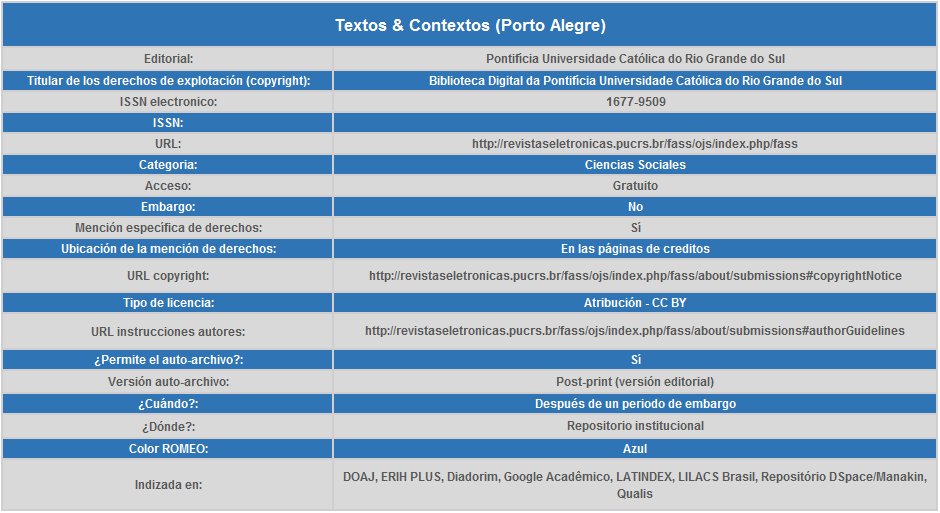 Textos & Contextos (Porto Alegre)
Editorial: Pontifícia Universidade Católica do Rio Grande do Sul
Titular de los derechos de explotación (copyright): Biblioteca Digital da Pontifícia Universidade Católica do Rio Grande do Sul
ISSN electronico: 1677-9509
ISSN:
URL: http://revistaseletronicas.pucrs.br/fass/ojs/index.php/fass
Categoria: Ciencias Sociales
Acceso: Gratuito
Embargo: No
Mención específica de derechos: Sí
Ubicación de la mención de derechos: En las páginas de creditos
URL copyright: http://revistaseletronicas.pucrs.br/fass/ojs/index.php/fass/about/submissions#copyrightNotice
Tipo de licencia: Atribución - CC BY
URL instrucciones autores: http://revistaseletronicas.pucrs.br/fass/ojs/index.php/fass/about/submissions#authorGuidelines
¿Permite el auto-archivo?: Sí
Versión auto-archivo: Post-print (versión editorial)
¿Cuándo?: Después de un periodo de embargo
¿Dónde?: Repositorio institucional
Color ROMEO: Azul
Indizada en: DOAJ, ERIH PLUS, Diadorim, Google Acadêmico, LATINDEX, LILACS Brasil, Repositório DSpace/Manakin,
Qualis